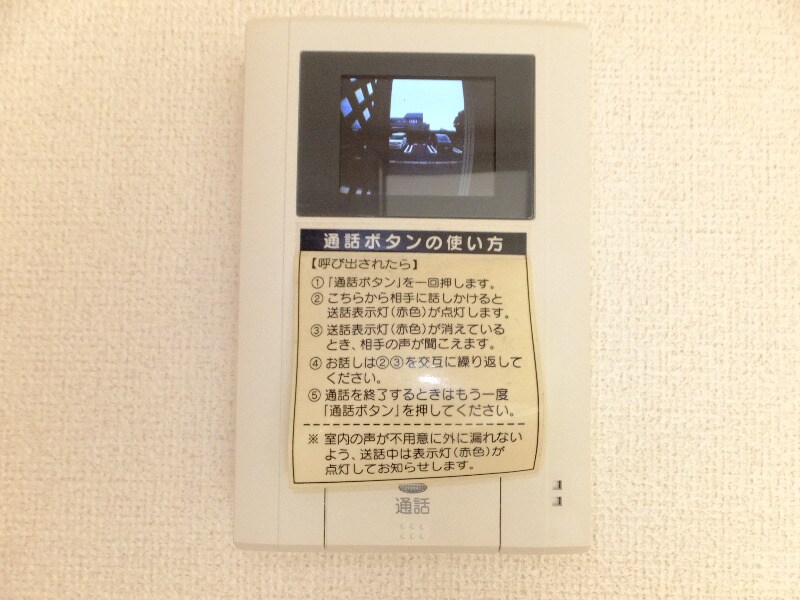 通話ボタンの使い方
【呼び出されたら】
①「通話ボタン」を一回押します。
② こちらから相手に話しかけると
送話表示灯(赤色)が点灯します。
③ 送話表示灯(赤色)が消えている
とき、相手の声が聞こえます。
④ お話しは②③を交互に繰り返して
ください。
⑤ 通話を終了するときはもう一度
「通話ボタン」を押してください。
※ 室内の声が不用意に外に漏れない
よう、送話中は表示灯(赤色)が
点灯してお知らせします。
通話